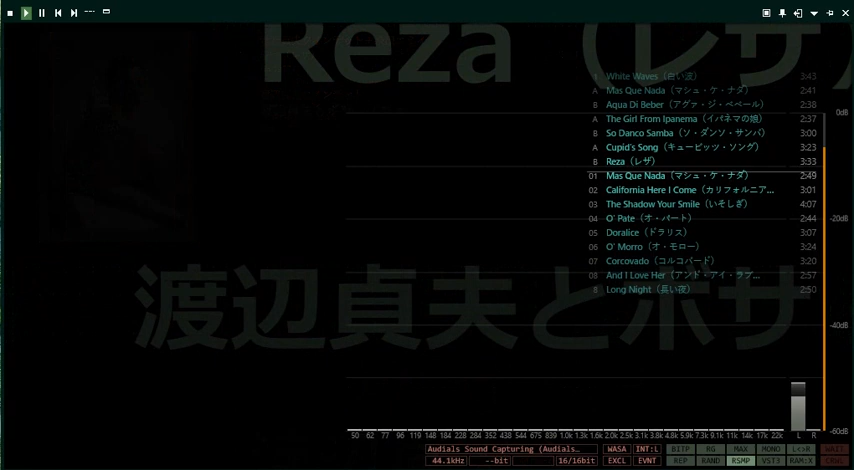 Reza（レザ）
1 White Waves（白い波） 3:43
A Mas Que Nada（マシュ・ケ・ナダ） 2:41
B Aqua Di Beber（アグァ・ジ・ベベール） 2:38
A The Girl From Ipanema（イパネマの娘） 2:37
B So Danco Samba（ソ・ダンソ・サンバ） 3:00
A Cupid's Song（キューピッツ・ソング） 3:23
B Reza（レザ） 3:33
01 Mas Que Nada（マシュ・ケ・ナダ） 2:49
02 California Here I Come（カリフォルニア... 3:01
03 The Shadow Your Smile（いそしぎ） 4:07
04 O' Pate（オ・パート） 2:44
05 Doralice（ドラリス） 3:07
06 O' Morro（オ・モロー） 3:24
07 Corcovado（コルコバード） 3:20
08 And I Love Her（アンド・アイ・ラブ... 2:57
8 Long Night（長い夜） 2:50
渡辺貞夫とボサ
0dB
-20dB
-40dB
-60dB
50 62 77 91 119 148 184 228 284 352 438 544 675 839 1.0k 1.3k 1.6k 2.0k 2.5k 3.1k 3.8k 4.8k 5.9k 7.3k 9.1k 11k 14k 17k 22k L R
Audials Sound Capturing (Audials... WASA INT:L BITP RG MAX MONO L<>R
44.1kHz --bit 16/16bit EXCL EVNT REP RAND RSMP VST3 RAM:X